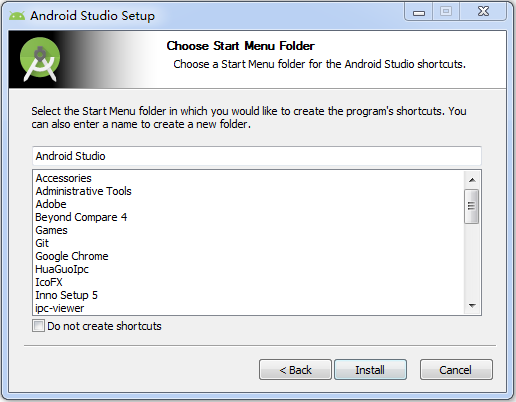 Android Studio Setup
Choose Start Menu Folder
Choose a Start Menu folder for the Android Studio shortcuts.
Select the Start Menu folder in which you would like to create the program's shortcuts. You
can also enter a name to create a new folder.
Android Studio
Accessories
Administrative Tools
Adobe
Beyond Compare 4
Games
Git
Google Chrome
HuaGuoIpc
IcoFX
Inno Setup 5
ipc-viewer
Do not create shortcuts
< Back
Install
Cancel